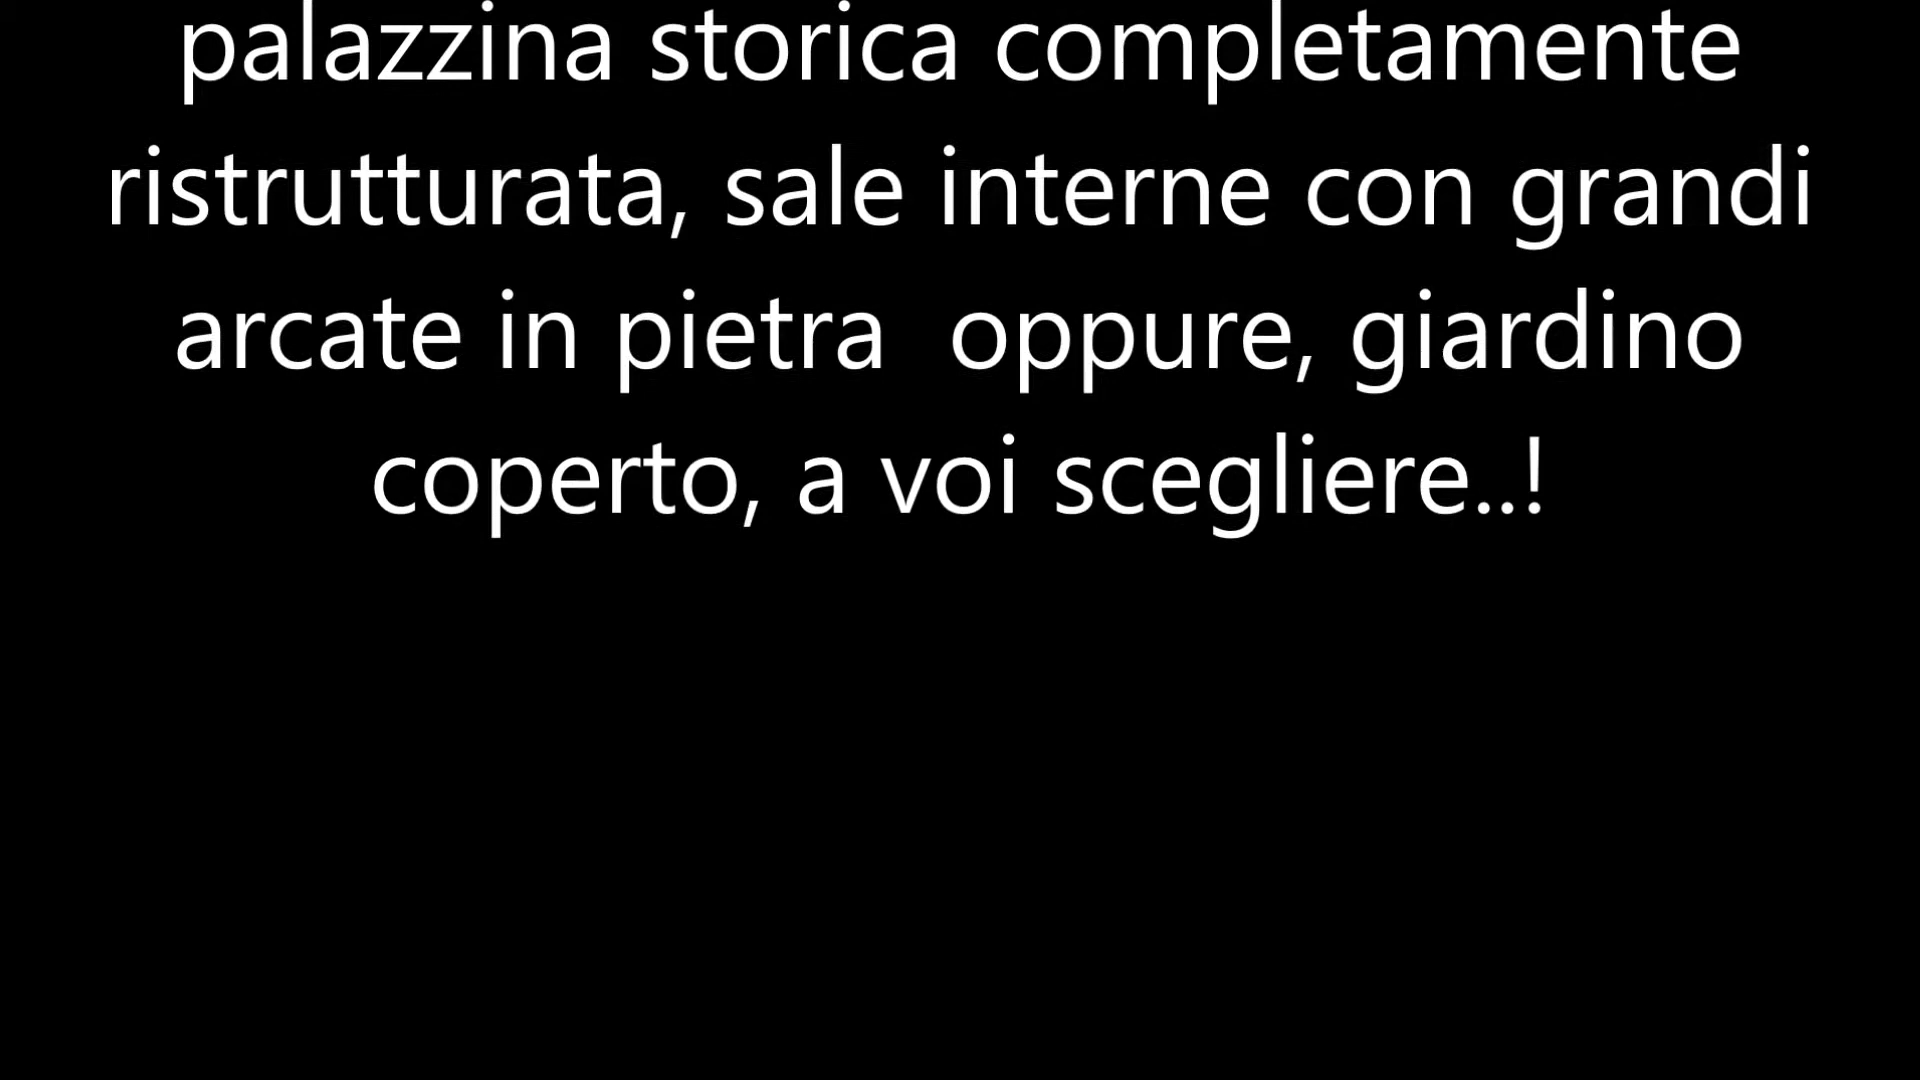 palazzina storica completamente
ristrutturata, sale interne con grandi
arcate in pietra  oppure, giardino
coperto, a voi scegliere..!